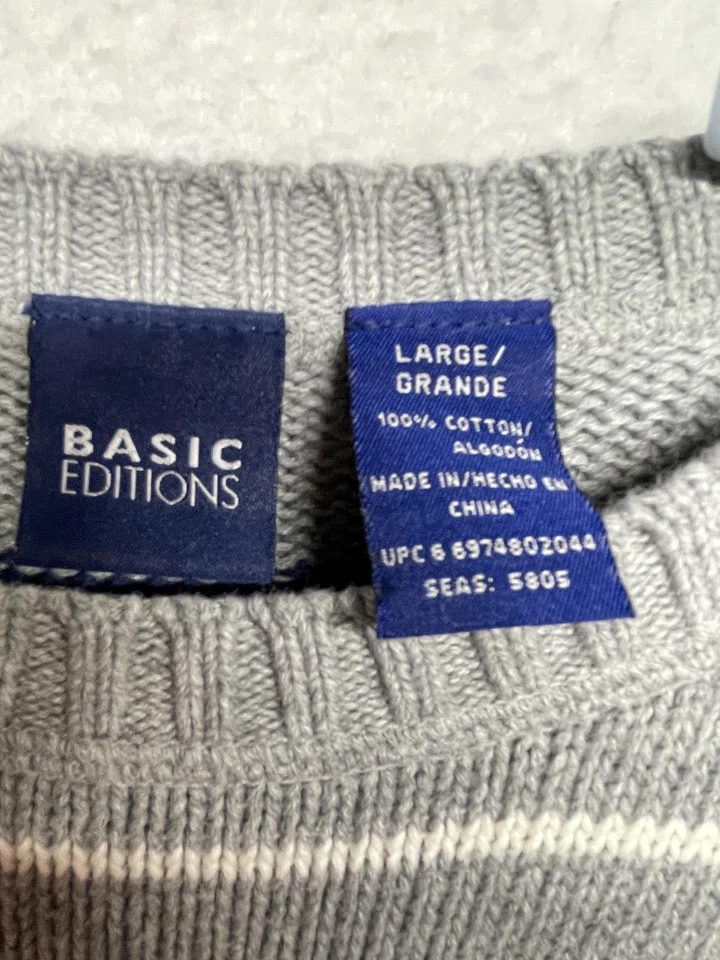 BASIC
EDITIONS
LARGE/
GRANDE
100% COTTON/
ALGODÓN
MADE IN/HECHO EN
CHINA
UPC 6 6974802044
SEAS: 5805